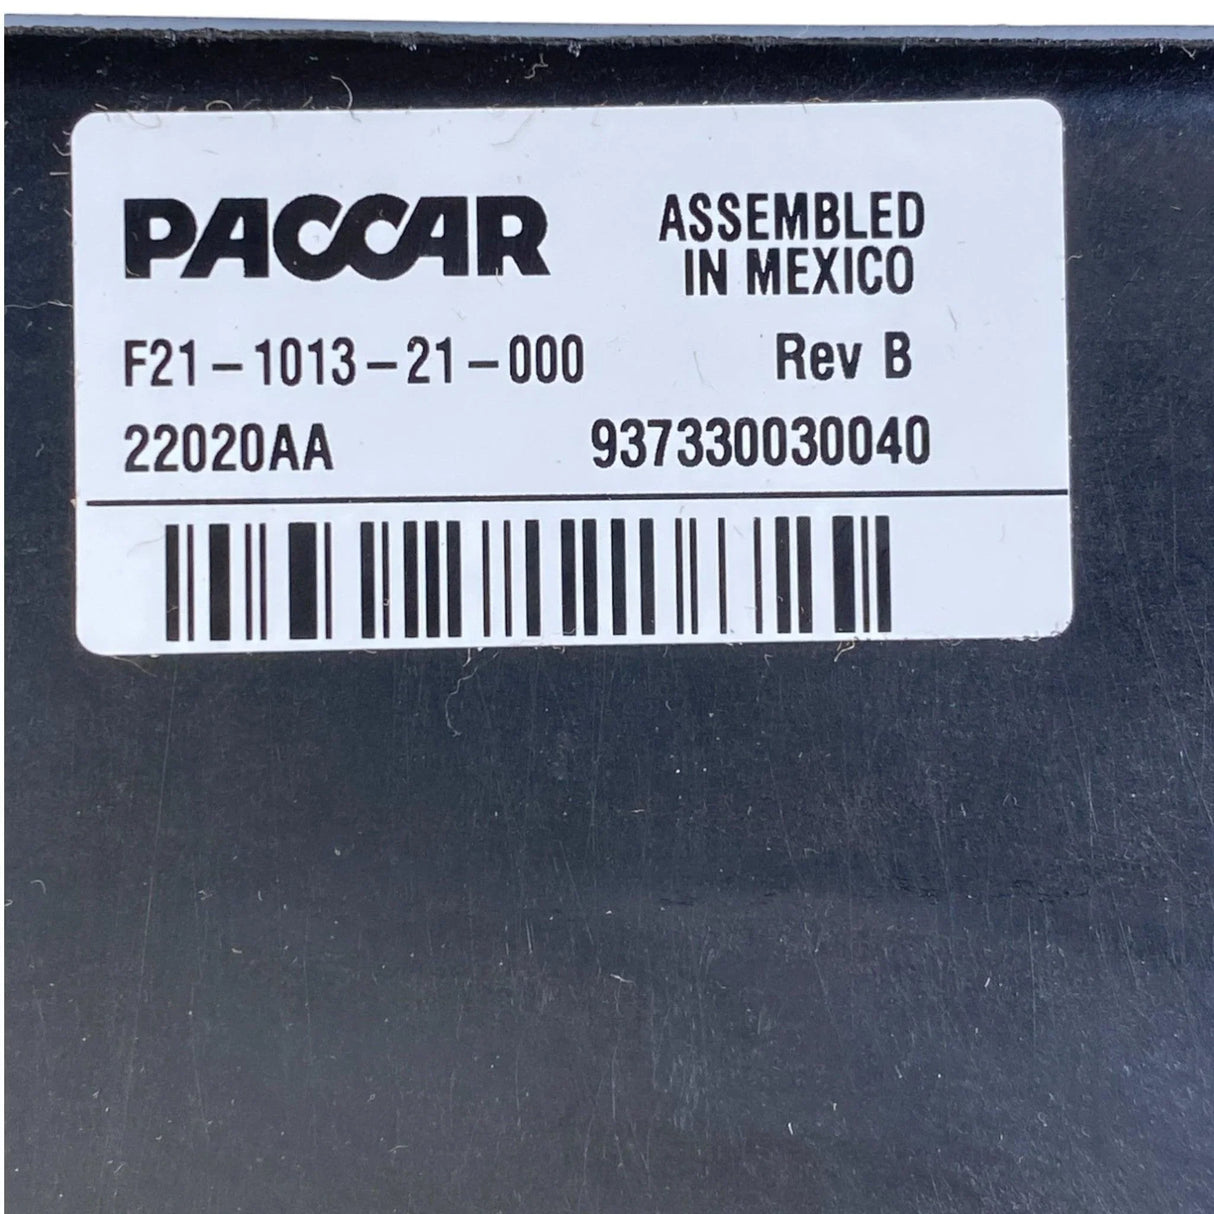 PACCAR
ASSEMBLED
IN MEXICO
F21-1013-21-000 Rev B
22020AA 937330030040